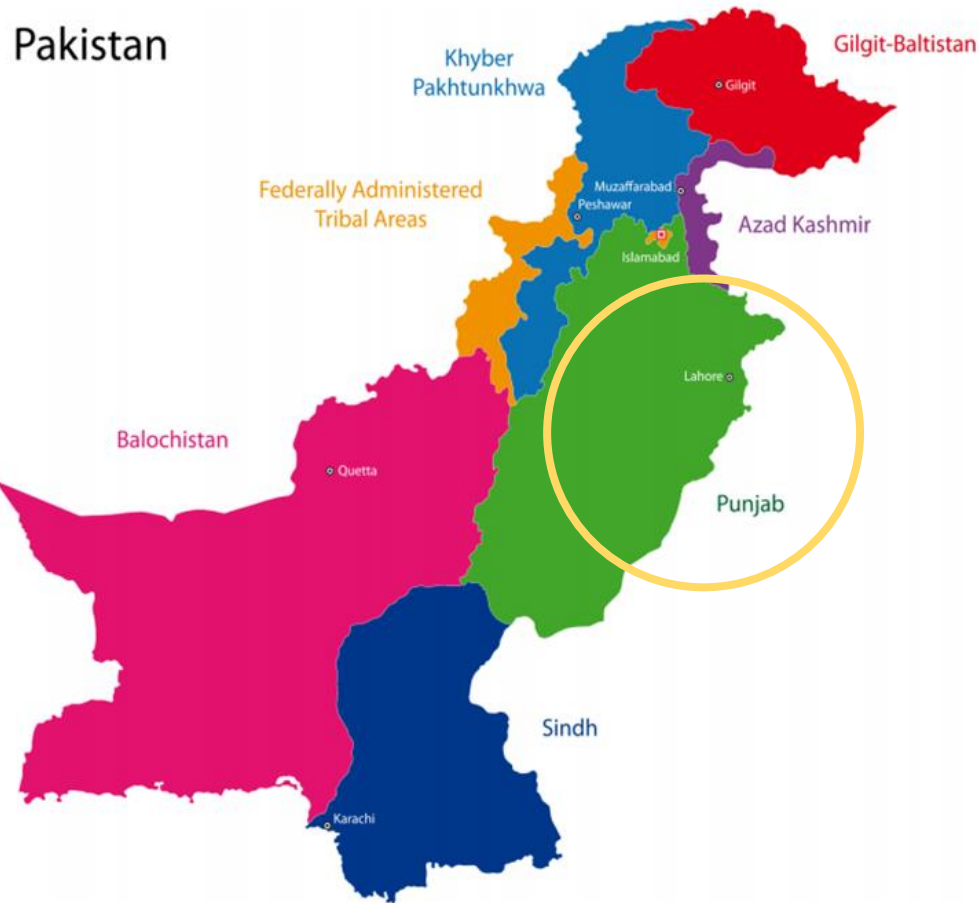 Pakistan
Khyber
Pakhtunkhwa
Gilgit-Baltistan
Gilgit
Federally Administered
Tribal Areas
Muzaffarabad
Peshawar
Azad Kashmir
Islamabad
Lahore
Balochistan
Quetta
Punjab
Sindh
Karachi